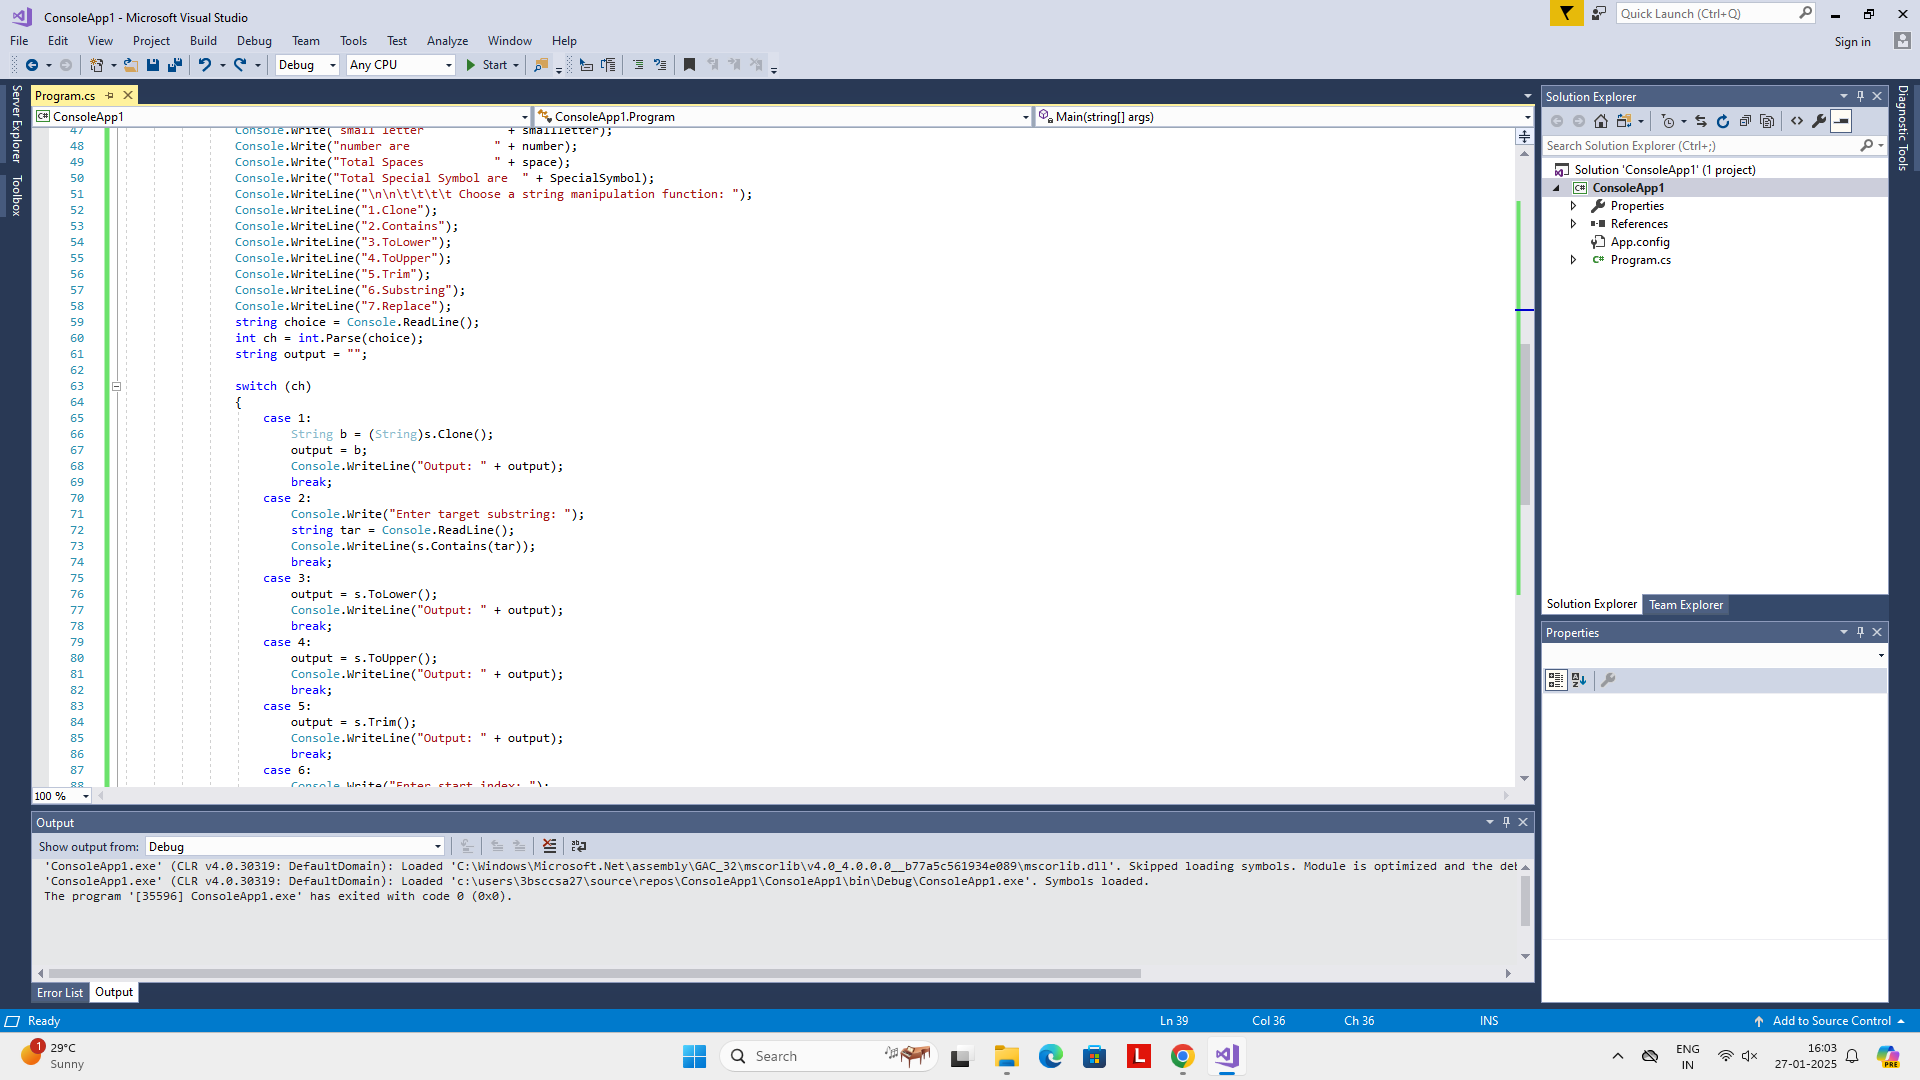 ConsoleApp1 - Microsoft Visual Studio
Quick Launch (Ctrl+Q)
File Edit View Project Build Debug Team Tools Test Analyze Window Help
Sign in
Debug Any CPU Start
Server Explorer
Toolbox
Program.cs
ConsoleApp1 ConsoleApp1.Program Main(string[] args)
47 Console.Write("small letter " + smallletter);
48 Console.Write("number are " + number);
49 Console.Write("Total Spaces " + space);
50 Console.Write("Total Special Symbol are " + SpecialSymbol);
51 Console.WriteLine("\n\n\t\t\t\t Choose a string manipulation function: ");
52 Console.WriteLine("1.Clone");
53 Console.WriteLine("2.Contains");
54 Console.WriteLine("3.ToLower");
55 Console.WriteLine("4.ToUpper");
56 Console.WriteLine("5.Trim");
57 Console.WriteLine("6.Substring");
58 Console.WriteLine("7.Replace");
59 string choice = Console.ReadLine();
60 int ch = int.Parse(choice);
61 string output = "";
62
63 switch (ch)
64 {
65 case 1:
66 String b = (String)s.Clone();
67 output = b;
68 Console.WriteLine("Output: " + output);
69 break;
70 case 2:
71 Console.Write("Enter target substring: ");
72 string tar = Console.ReadLine();
73 Console.WriteLine(s.Contains(tar));
74 break;
75 case 3:
76 output = s.ToLower();
77 Console.WriteLine("Output: " + output);
78 break;
79 case 4:
80 output = s.ToUpper();
81 Console.WriteLine("Output: " + output);
82 break;
83 case 5:
84 output = s.Trim();
85 Console.WriteLine("Output: " + output);
86 break;
87 case 6:
88 Console.Write("Enter start index: ");
100 %
Output
Show output from: Debug
'ConsoleApp1.exe' (CLR v4.0.30319: DefaultDomain): Loaded 'C:\Windows\Microsoft.Net\assembly\GAC_32\mscorlib\v4.0_4.0.0.0__b77a5c561934e089\mscorlib.dll'. Skipped loading symbols. Module is optimized and the deb
'ConsoleApp1.exe' (CLR v4.0.30319: DefaultDomain): Loaded 'c:\users\3bsccsa27\source\repos\ConsoleApp1\ConsoleApp1\bin\Debug\ConsoleApp1.exe'. Symbols loaded.
The program '[35596] ConsoleApp1.exe' has exited with code 0 (0x0).
Error List Output
Solution Explorer
Search Solution Explorer (Ctrl+;)
Solution 'ConsoleApp1' (1 project)
ConsoleApp1
Properties
References
App.config
Program.cs
Solution Explorer Team Explorer
Properties
Diagnostic Tools
Ready Ln 39 Col 36 Ch 36 INS Add to Source Control
1
29°C
Sunny
Search
L
ENG
IN
16:03
27-01-2025
PRE